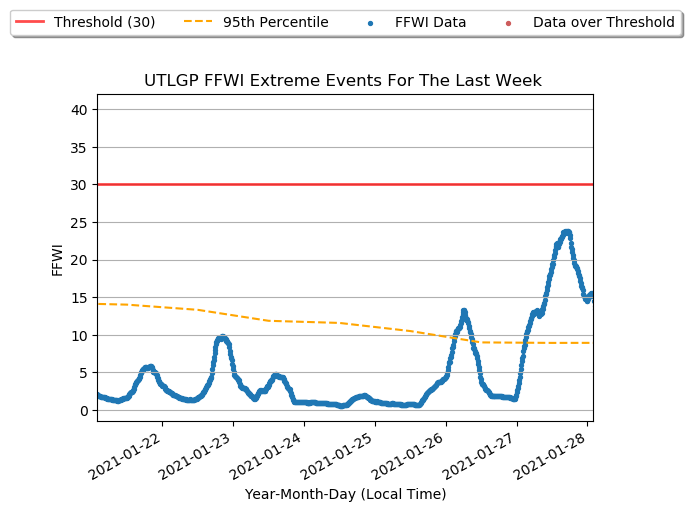 Threshold (30) 95th Percentile FFWI Data Data over Threshold
UTLGP FFWI Extreme Events For The Last Week
40
35
30
25
20
15
10
5
0
FFWI
2021-01-22 2021-01-23 2021-01-24 2021-01-25 2021-01-26 2021-01-27 2021-01-28
Year-Month-Day (Local Time)